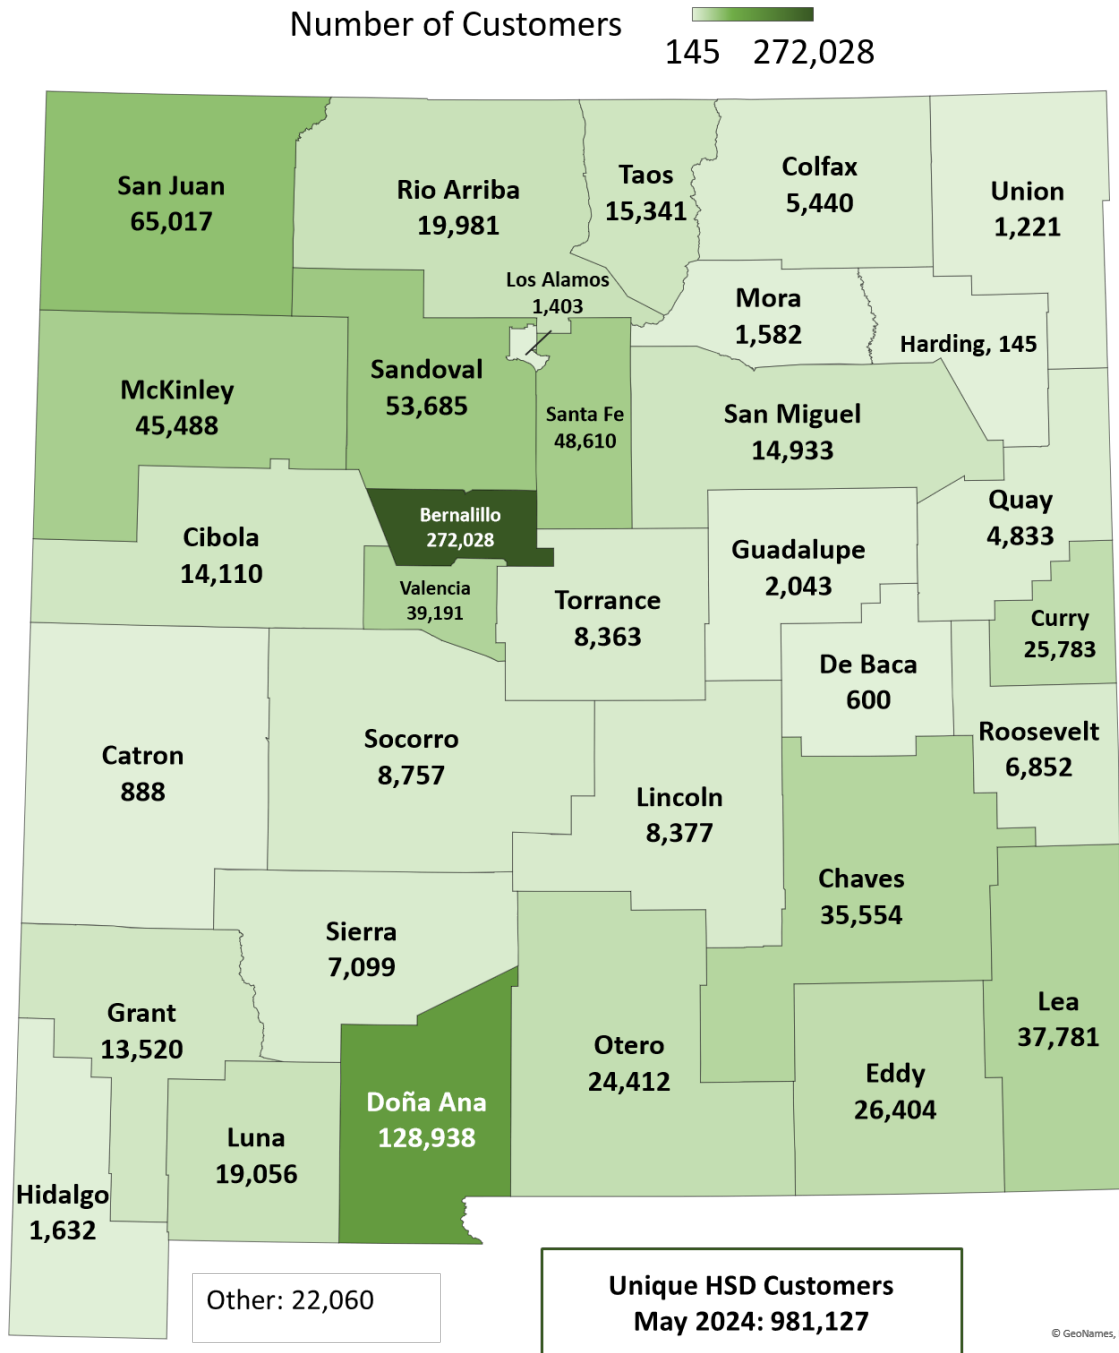 Number of Customers
145 272,028
San Juan
65,017
Rio Arriba
19,981
Taos
15,341
Colfax
5,440
Union
1,221
Los Alamos
1,403
Mora
1,582
Harding, 145
McKinley
45,488
Sandoval
53,685
Santa Fe
48,610
San Miguel
14,933
Quay
4,833
Bernalillo
272,028
Cibola
14,110
Valencia
39,191
Torrance
8,363
Guadalupe
2,043
Curry
25,783
De Baca
600
Roosevelt
6,852
Catron
888
Socorro
8,757
Lincoln
8,377
Chaves
35,554
Sierra
7,099
Grant
13,520
Lea
37,781
Otero
24,412
Eddy
26,404
Doña Ana
128,938
Luna
19,056
Hidalgo
1,632
Other: 22,060
Unique HSD Customers
May 2024: 981,127
© GeoNames,